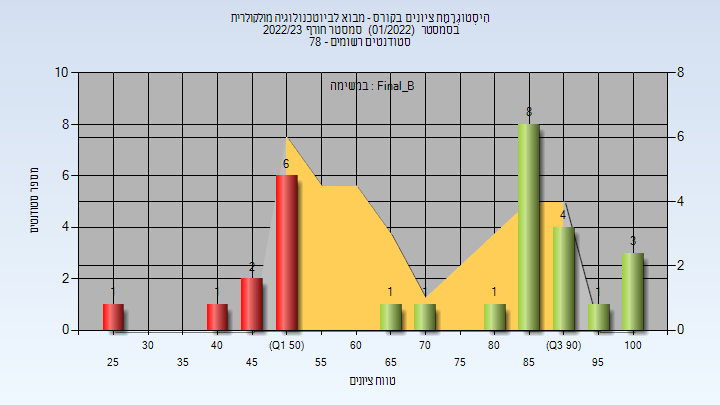 היסטוגרמת ציונים בקורס - מבוא לביוטכנולוגיה מולקולרית
בסמסטר (01/2022) סמסטר חורף 2022/23
סטודנטים רשומים - 78
במשימה : Final_B
10 8 6 4 2 0
מספר סטודנטים
8 6 4 2 0
1 1 2 6 1 1 1 8 4 1 3
30 40 (Q1 50) 60 70 80 (Q3 90) 100
25 35 45 55 65 75 85 95
טווח ציונים